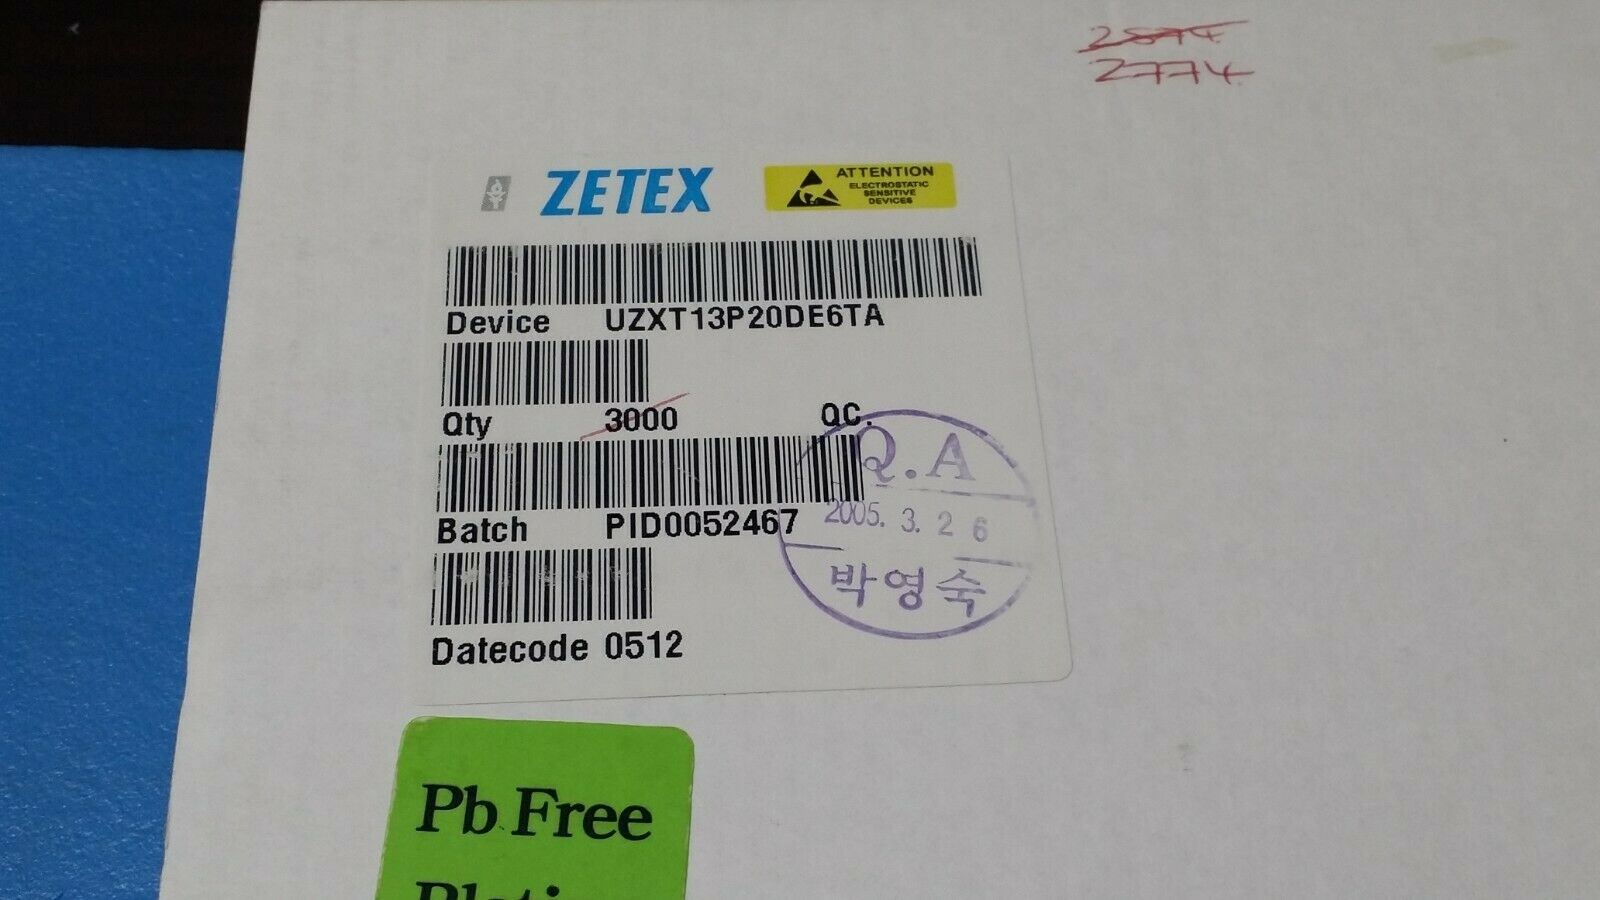 2774
ZETEX
ATTENTION
ELECTROSTATIC
SENSITIVE
DEVICES
Device UZXT13P20DE6TA
Qty 3000 QC.
Q.A
Batch PID0052467
2005. 3. 2 6
박영숙
Datecode 0512
Pb Free